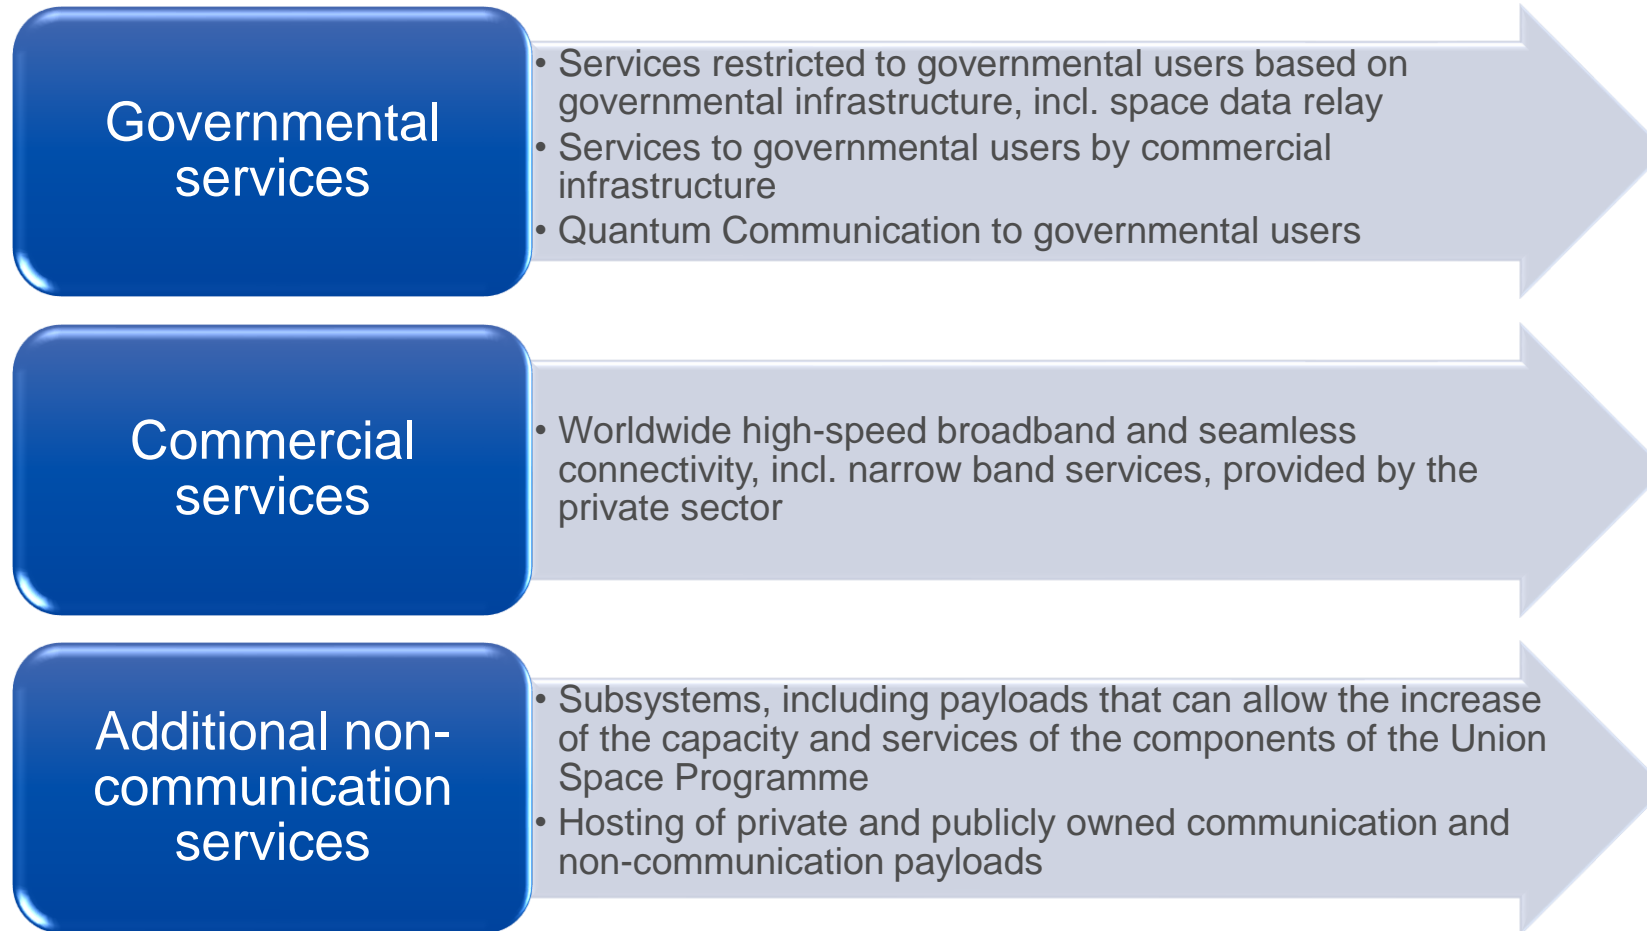 Governmental
services
• Services restricted to governmental users based on
governmental infrastructure, incl. space data relay
• Services to governmental users by commercial
infrastructure
• Quantum Communication to governmental users
Commercial
services
• Worldwide high-speed broadband and seamless
connectivity, incl. narrow band services, provided by the
private sector
Additional non-
communication
services
• Subsystems, including payloads that can allow the increase
of the capacity and services of the components of the Union
Space Programme
• Hosting of private and publicly owned communication and
non-communication payloads